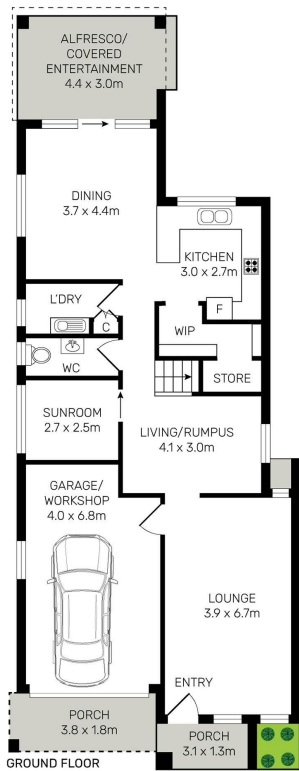 ALFRESCO/
COVERED
ENTERTAINMENT
4.4 x 3.0m
DINING
3.7 x 4.4m
KITCHEN
3.0 x 2.7m
L'DRY
C
F
WIP
WC
STORE
SUNROOM
2.7 x 2.5m
LIVING/RUMPUS
4.1 x 3.0m
GARAGE/
WORKSHOP
4.0 x 6.8m
LOUNGE
3.9 x 6.7m
ENTRY
PORCH
3.8 x 1.8m
PORCH
3.1 x 1.3m
GROUND FLOOR